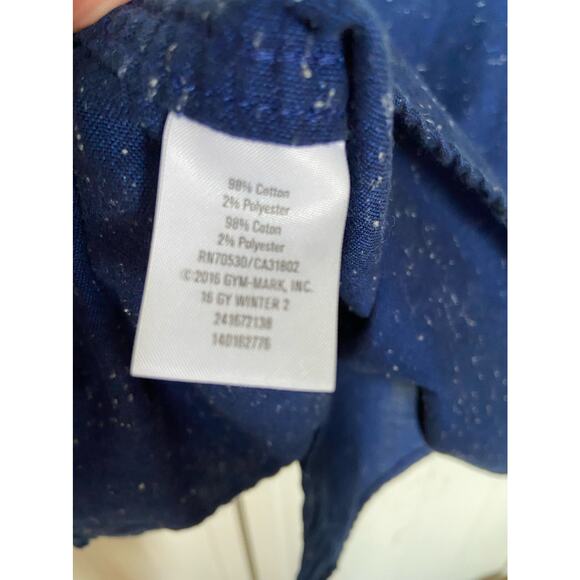 98% Cotton
2% Polyester
98% Coton
2% Polyester
RN70530/CA31802
©2016 GYM-MARK, INC.
16 GY WINTER 2
241672138
140162776